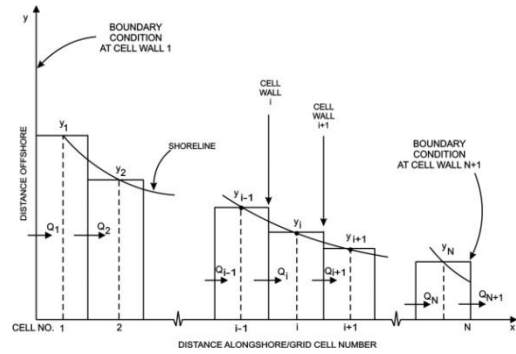 y
BOUNDARY
CONDITION
AT CELL WALL 1
CELL
WALL
i
CELL
WALL
i+1
BOUNDARY
CONDITION
AT CELL WALL N+1
DISTANCE OFFSHORE
y1
y2
SHORELINE
yi-1
yi
yi+1
yN
Q1
Q2
Qi-1
Qi
Qi+1
QN
QN+1
CELL NO. 1 2 i-1 i i+1 N x
DISTANCE ALONGSHORE/GRID CELL NUMBER